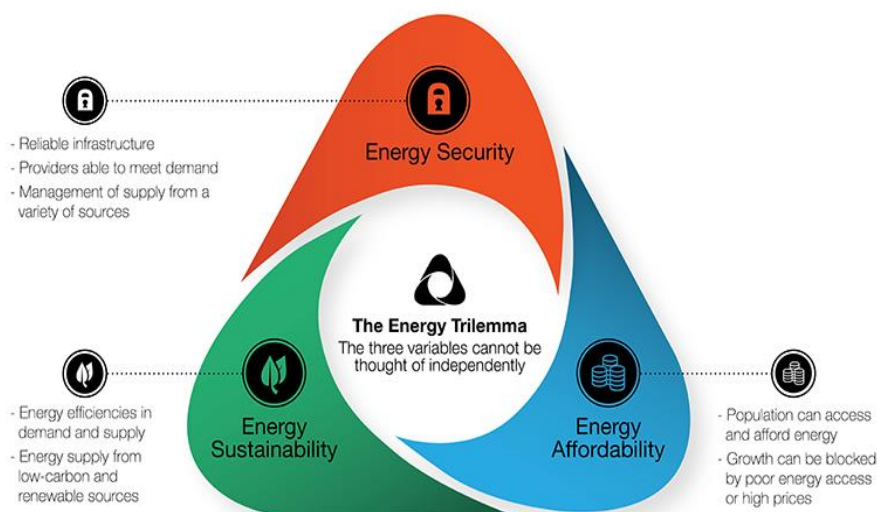 Energy Security
- Reliable infrastructure
- Providers able to meet demand
- Management of supply from a
variety of sources
The Energy Trilemma
The three variables cannot be
thought of independently
Energy
Sustainability
- Energy efficiencies in
demand and supply
- Energy supply from
low-carbon and
renewable sources
Energy
Affordability
- Population can access
and afford energy
- Growth can be blocked
by poor energy access
or high prices